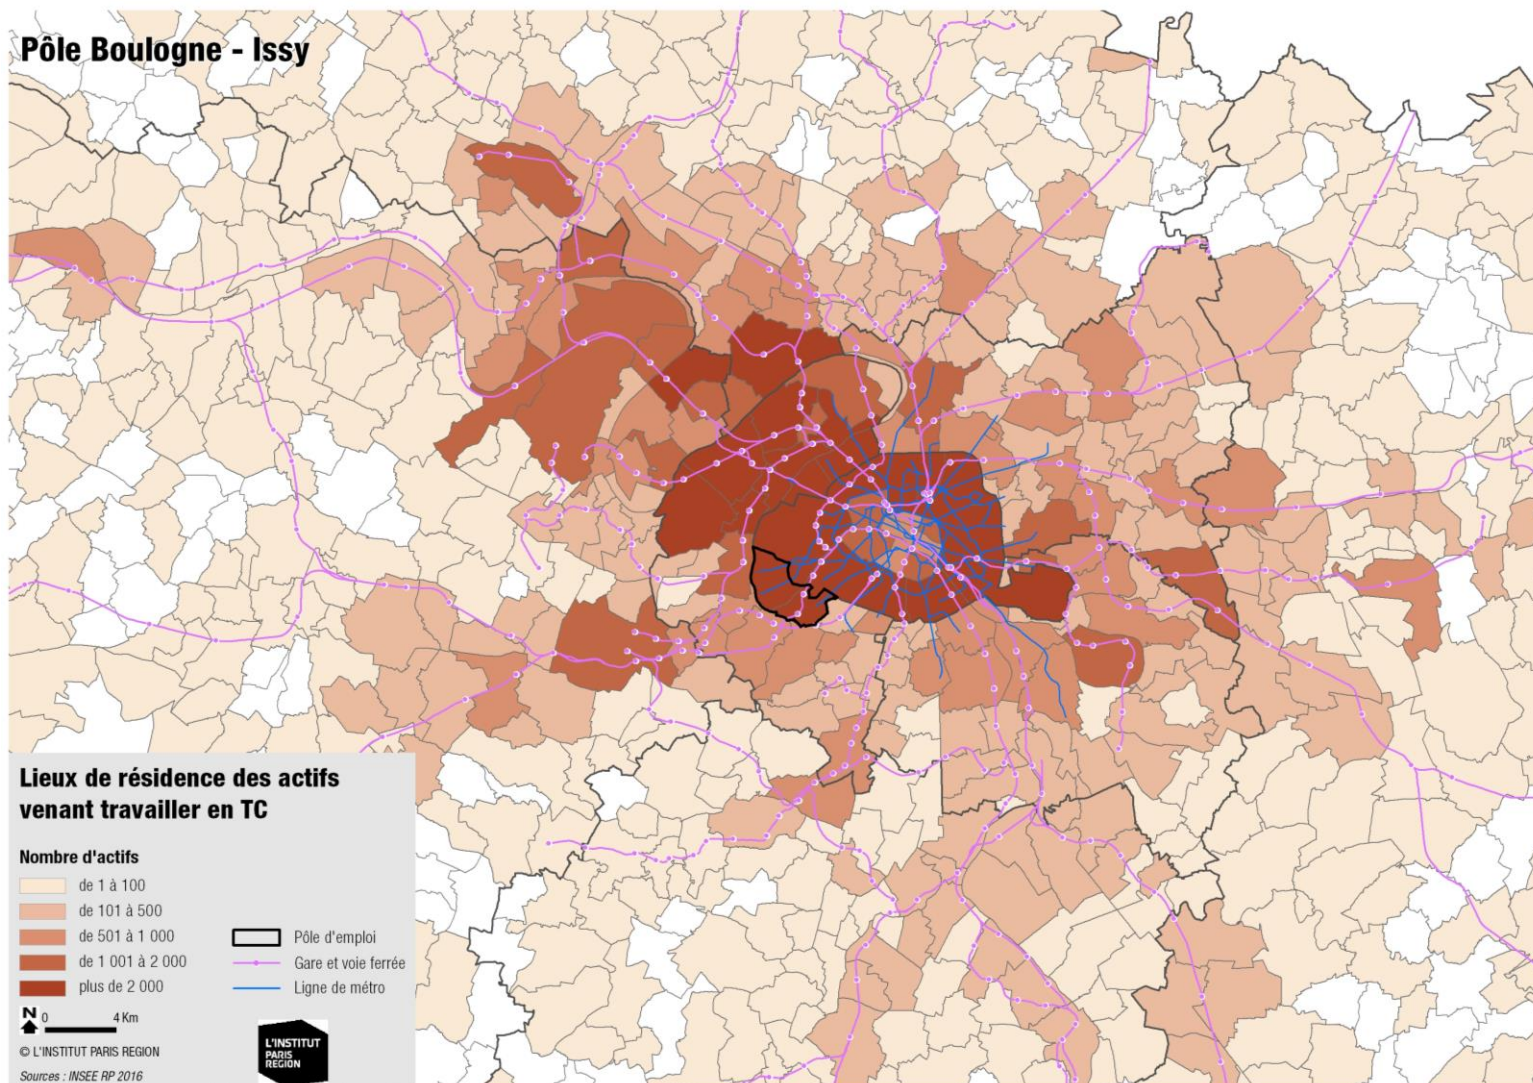 Pôle Boulogne - Issy
Lieux de résidence des actifs
venant travailler en TC
Nombre d'actifs
de 1 à 100
de 101 à 500
de 501 à 1 000
de 1 001 à 2 000
plus de 2 000
Pôle d'emploi
Gare et voie ferrée
Ligne de métro
N
0 4 Km
© L'INSTITUT PARIS REGION
Sources : INSEE RP 2016
L'INSTITUT
PARIS
REGION